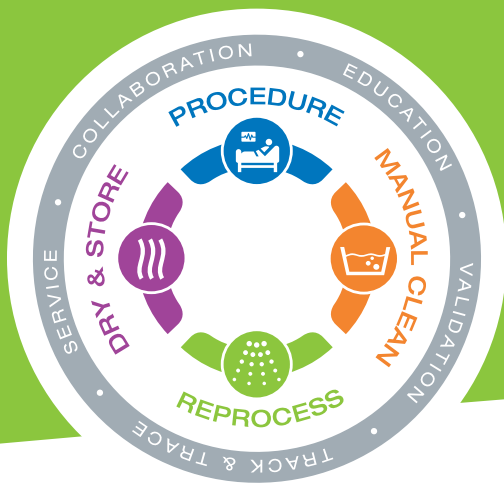 COLLABORATION • EDUCATION • VALIDATION • TRACK & TRACE • SERVICE •
PROCEDURE
MANUAL CLEAN
REPROCESS
DRY & STORE